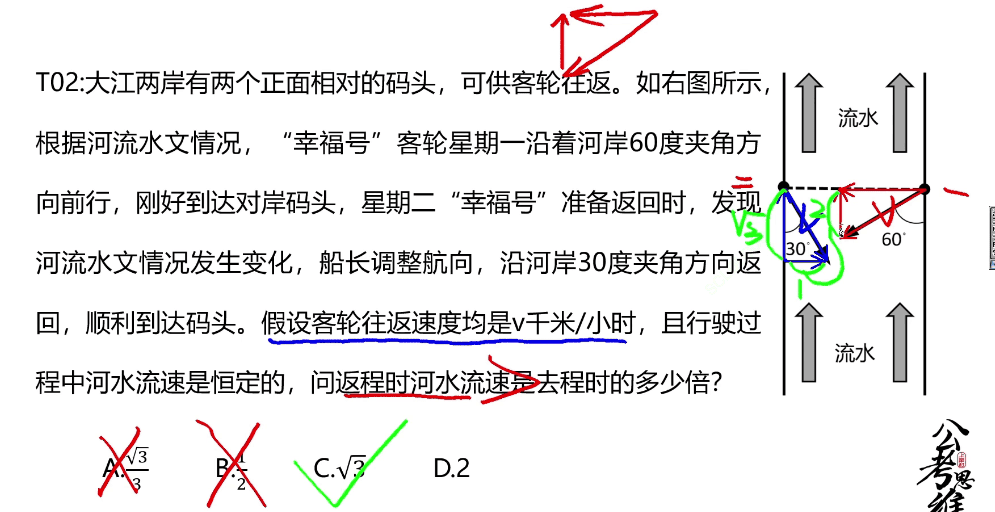 T02:大江两岸有两个正面相对的码头，可供客轮往返。如右图所示，
根据河流水文情况，“幸福号”客轮星期一沿着河岸60度夹角方
向前行，刚好到达对岸码头，星期二“幸福号”准备返回时，发现
河流水文情况发生变化，船长调整航向，沿河岸30度夹角方向返
回，顺利到达码头。假设客轮往返速度均是v千米/小时，且行驶过
程中河水流速是恒定的，问返程时河水流速是去程时的多少倍？
A.√3/3 B.1/2 C.√3 D.2
流水
二
一
√3
2
V
V
30°
60°
1
流水
公考思维